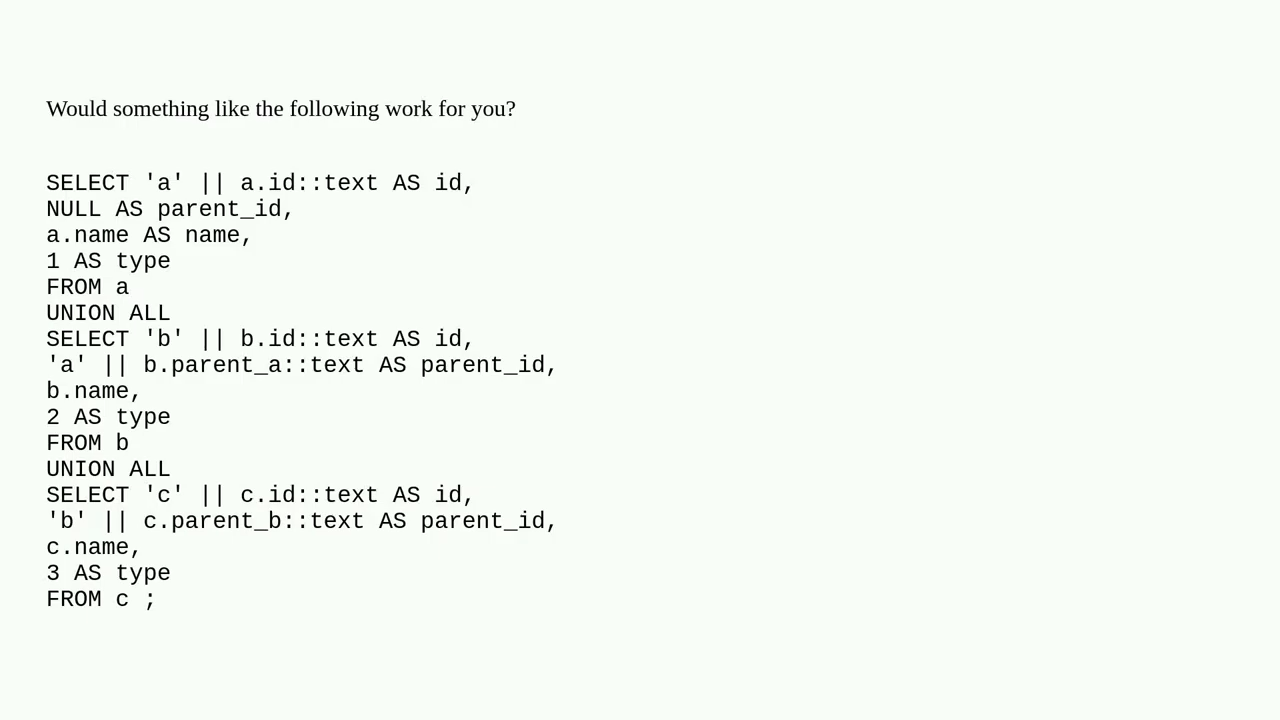 Would something like the following work for you?
SELECT 'a' || a.id::text AS id,
NULL AS parent_id,
a.name AS name,
1 AS type
FROM a
UNION ALL
SELECT 'b' || b.id::text AS id,
'a' || b.parent_a::text AS parent_id,
b.name,
2 AS type
FROM b
UNION ALL
SELECT 'c' || c.id::text AS id,
'b' || c.parent_b::text AS parent_id,
c.name,
3 AS type
FROM c ;